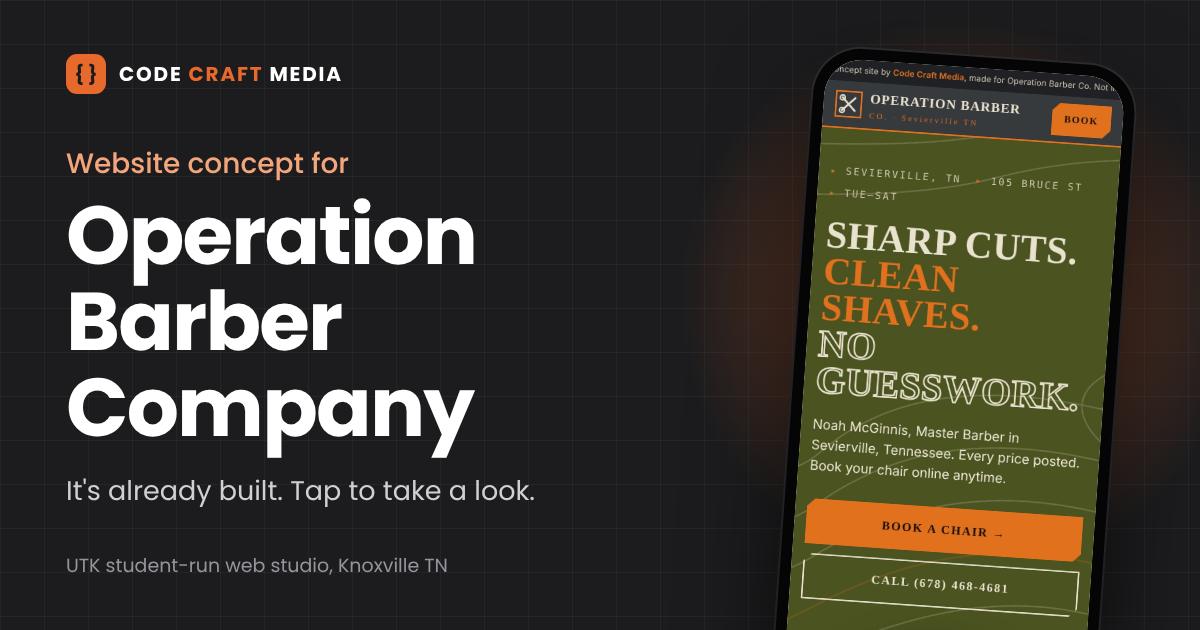 { } CODE CRAFT MEDIA
Website concept for
Operation
Barber
Company
It's already built. Tap to take a look.
UTK student-run web studio, Knoxville TN
concept site by Code Craft Media, made for Operation Barber Co. Not
OPERATION BARBER
CO. · Sevierville TN
BOOK
• SEVIERVILLE, TN • 105 BRUCE ST
• TUE–SAT
SHARP CUTS.
CLEAN
SHAVES.
NO
GUESSWORK.
Noah McGinnis, Master Barber in
Sevierville, Tennessee. Every price posted.
Book your chair online anytime.
BOOK A CHAIR →
CALL (678) 468-4681